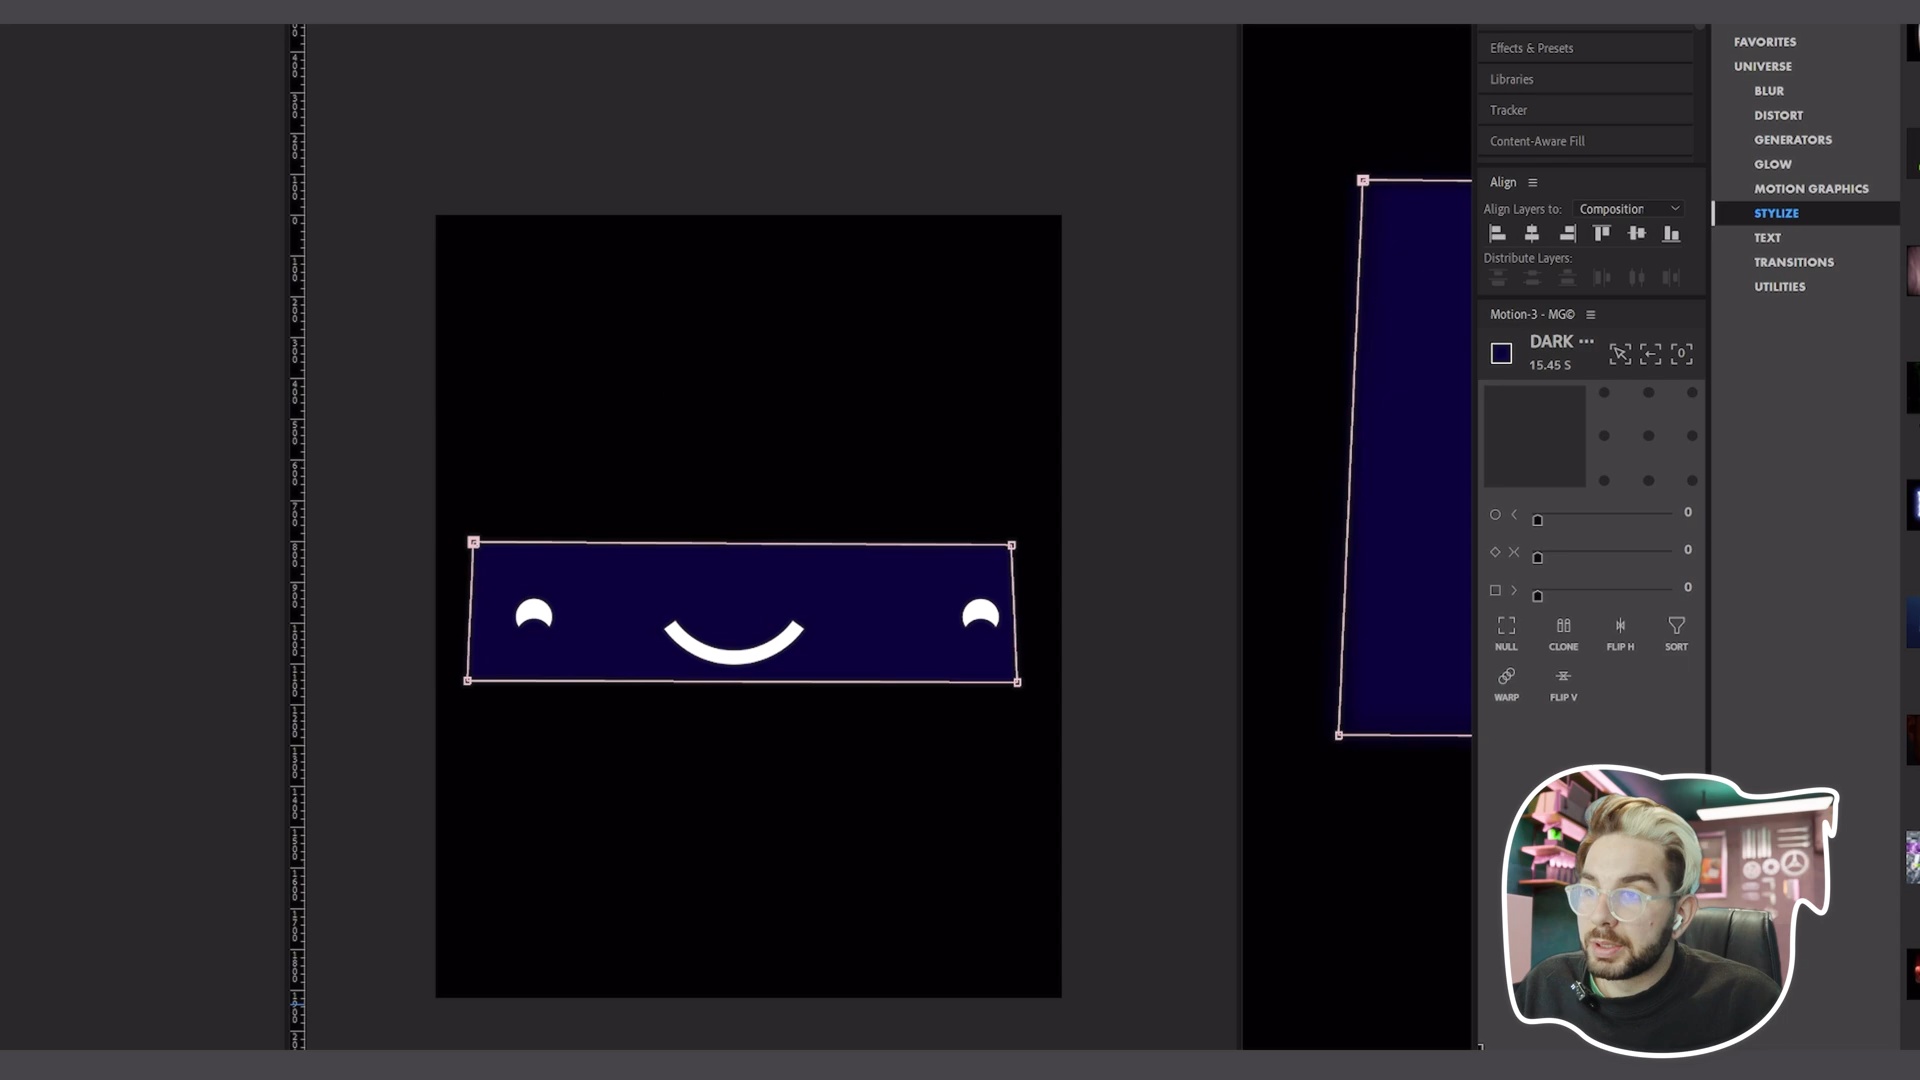 Effects & Presets
Libraries
Tracker
Content-Aware Fill
Align
Align Layers to:
Composition
Distribute Layers:
Motion-3 - MG©
DARK ···
15.45 S
0
0
0
NULL
CLONE
FLIP H
SORT
WARP
FLIP V
FAVORITES
UNIVERSE
BLUR
DISTORT
GENERATORS
GLOW
MOTION GRAPHICS
STYLIZE
TEXT
TRANSITIONS
UTILITIES